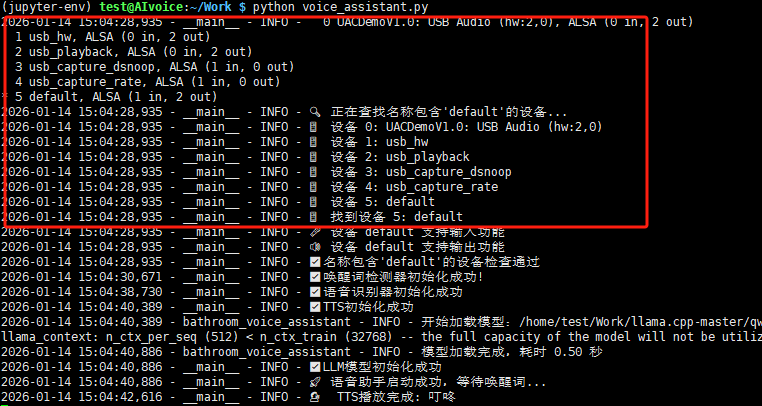 (jupyter-env) test@AIvoice:~/Work $ python voice_assistant.py
2026-01-14 15:04:28,935 - __main__ - INFO -   0 UACDemoV1.0: USB Audio (hw:2,0), ALSA (0 in, 2 out)
  1 usb_hw, ALSA (0 in, 2 out)
  2 usb_playback, ALSA (0 in, 2 out)
  3 usb_capture_dsnoop, ALSA (1 in, 0 out)
  4 usb_capture_rate, ALSA (1 in, 0 out)
* 5 default, ALSA (1 in, 2 out)
2026-01-14 15:04:28,935 - __main__ - INFO - 🔍 正在查找名称包含'default'的设备...
2026-01-14 15:04:28,935 - __main__ - INFO - 设备 0: UACDemoV1.0: USB Audio (hw:2,0)
2026-01-14 15:04:28,935 - __main__ - INFO - 设备 1: usb_hw
2026-01-14 15:04:28,935 - __main__ - INFO - 设备 2: usb_playback
2026-01-14 15:04:28,935 - __main__ - INFO - 设备 3: usb_capture_dsnoop
2026-01-14 15:04:28,935 - __main__ - INFO - 设备 4: usb_capture_rate
2026-01-14 15:04:28,935 - __main__ - INFO - 设备 5: default
2026-01-14 15:04:28,935 - __main__ - INFO - 找到设备 5: default
2026-01-14 15:04:28,935 - __main__ - INFO - 🎤 设备 default 支持输入功能
2026-01-14 15:04:28,935 - __main__ - INFO - 🔊 设备 default 支持输出功能
2026-01-14 15:04:28,935 - __main__ - INFO - ✅名称包含'default'的设备检查通过
2026-01-14 15:04:30,671 - __main__ - INFO - ✅唤醒词检测器初始化成功!
2026-01-14 15:04:38,730 - __main__ - INFO - ✅语音识别器初始化成功
2026-01-14 15:04:40,389 - __main__ - INFO - ✅TTS初始化成功
2026-01-14 15:04:40,389 - bathroom_voice_assistant - INFO - 开始加载模型: /home/test/Work/llama.cpp-master/qw
llama_context: n_ctx_per_seq (512) < n_ctx_train (32768) -- the full capacity of the model will not be utiliz
2026-01-14 15:04:40,886 - bathroom_voice_assistant - INFO - 模型加载完成, 耗时 0.50 秒
2026-01-14 15:04:40,886 - __main__ - INFO - ✅LLM模型初始化成功
2026-01-14 15:04:40,886 - __main__ - INFO - 🚀 语音助手启动成功, 等待唤醒词...
2026-01-14 15:04:42,616 - __main__ - INFO - TTS播放完成: 叮咚